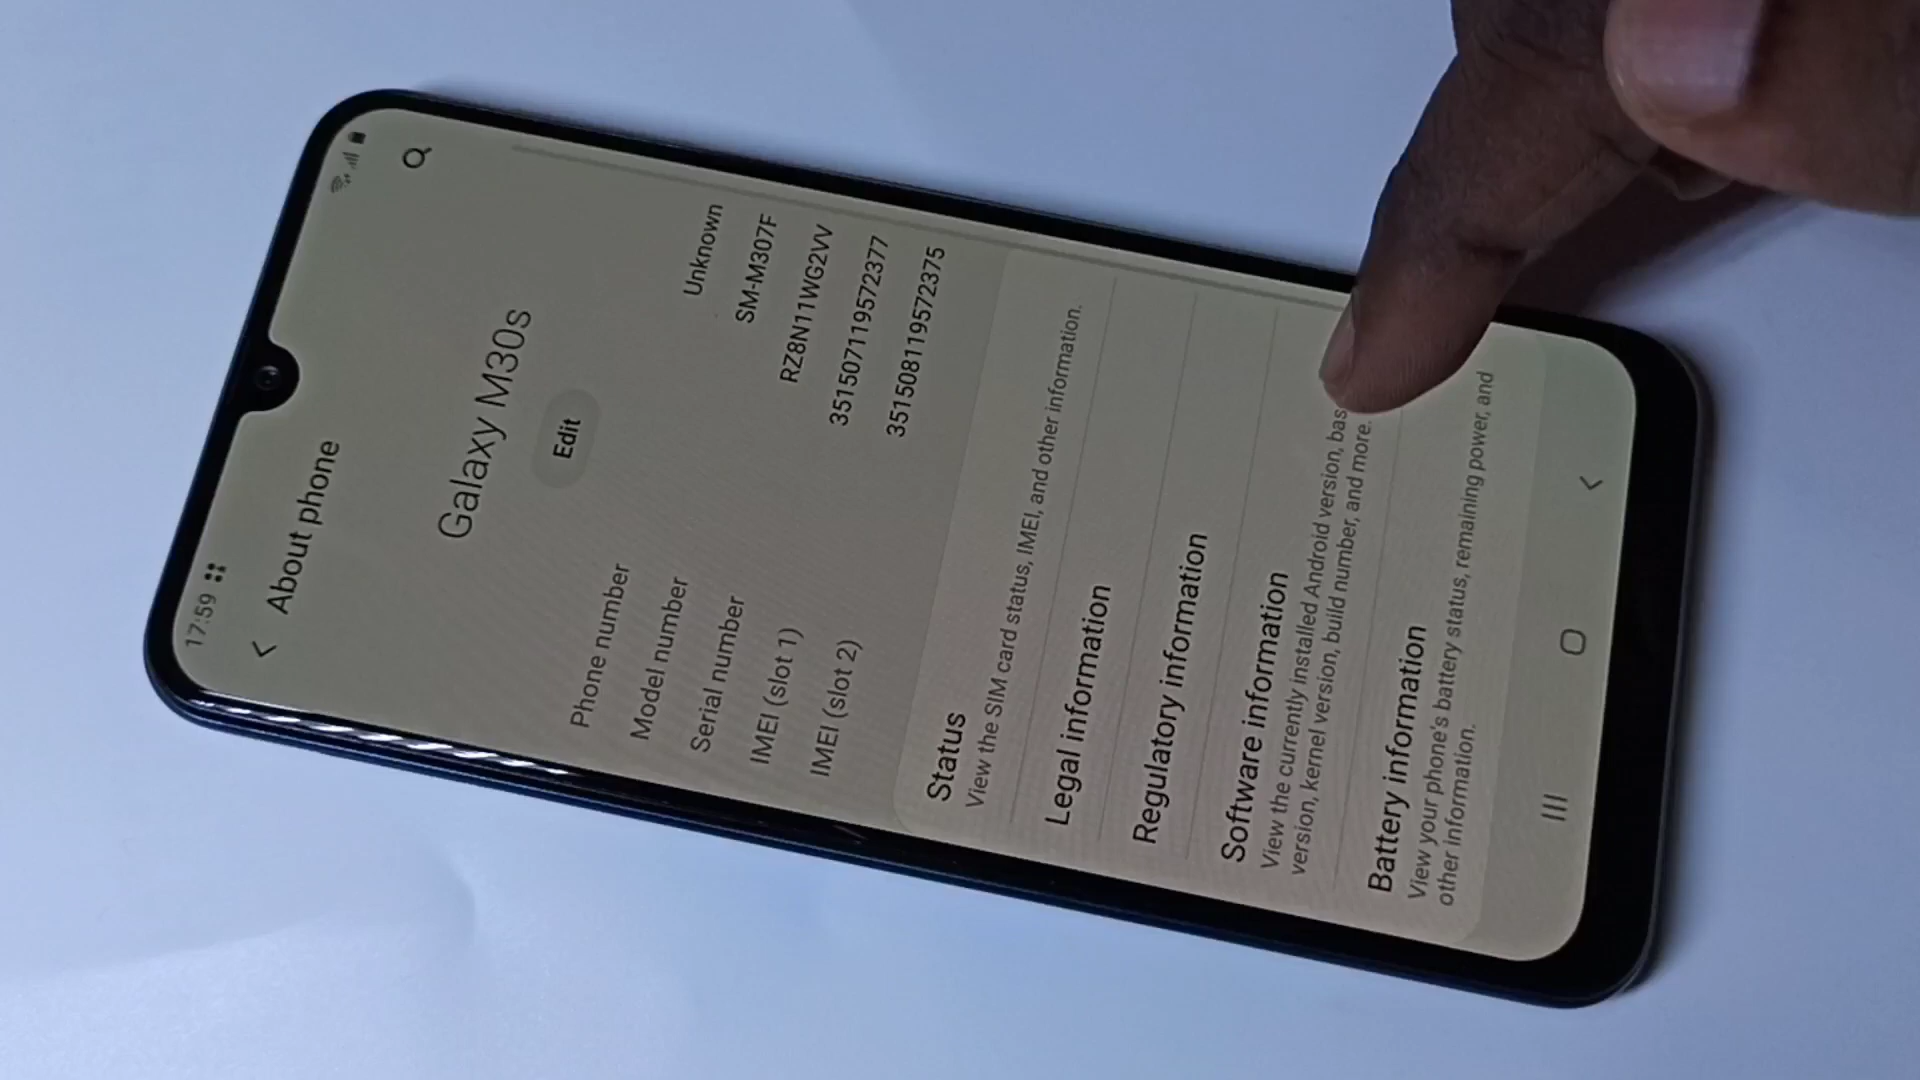 17:59
About phone
Galaxy M30s
Edit
Phone number Unknown
Model number SM-M307F
Serial number RZ8N11WG2VV
IMEI (slot 1) 351507119572377
IMEI (slot 2) 351508119572375
Status
View the SIM card status, IMEI, and other information.
Legal information
Regulatory information
Software information
View the currently installed Android version,
version, kernel version, build number, and more.
Battery information
View your phone's battery status, remaining power, and
other information.